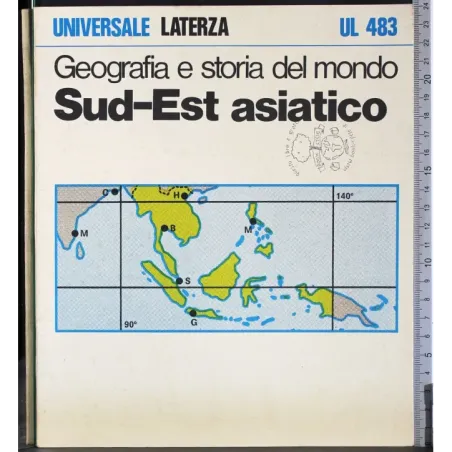 UNIVERSALE LATERZA UL 483
Geografia e storia del mondo
Sud-Est asiatico
C H 140°
M B M
S
90° G